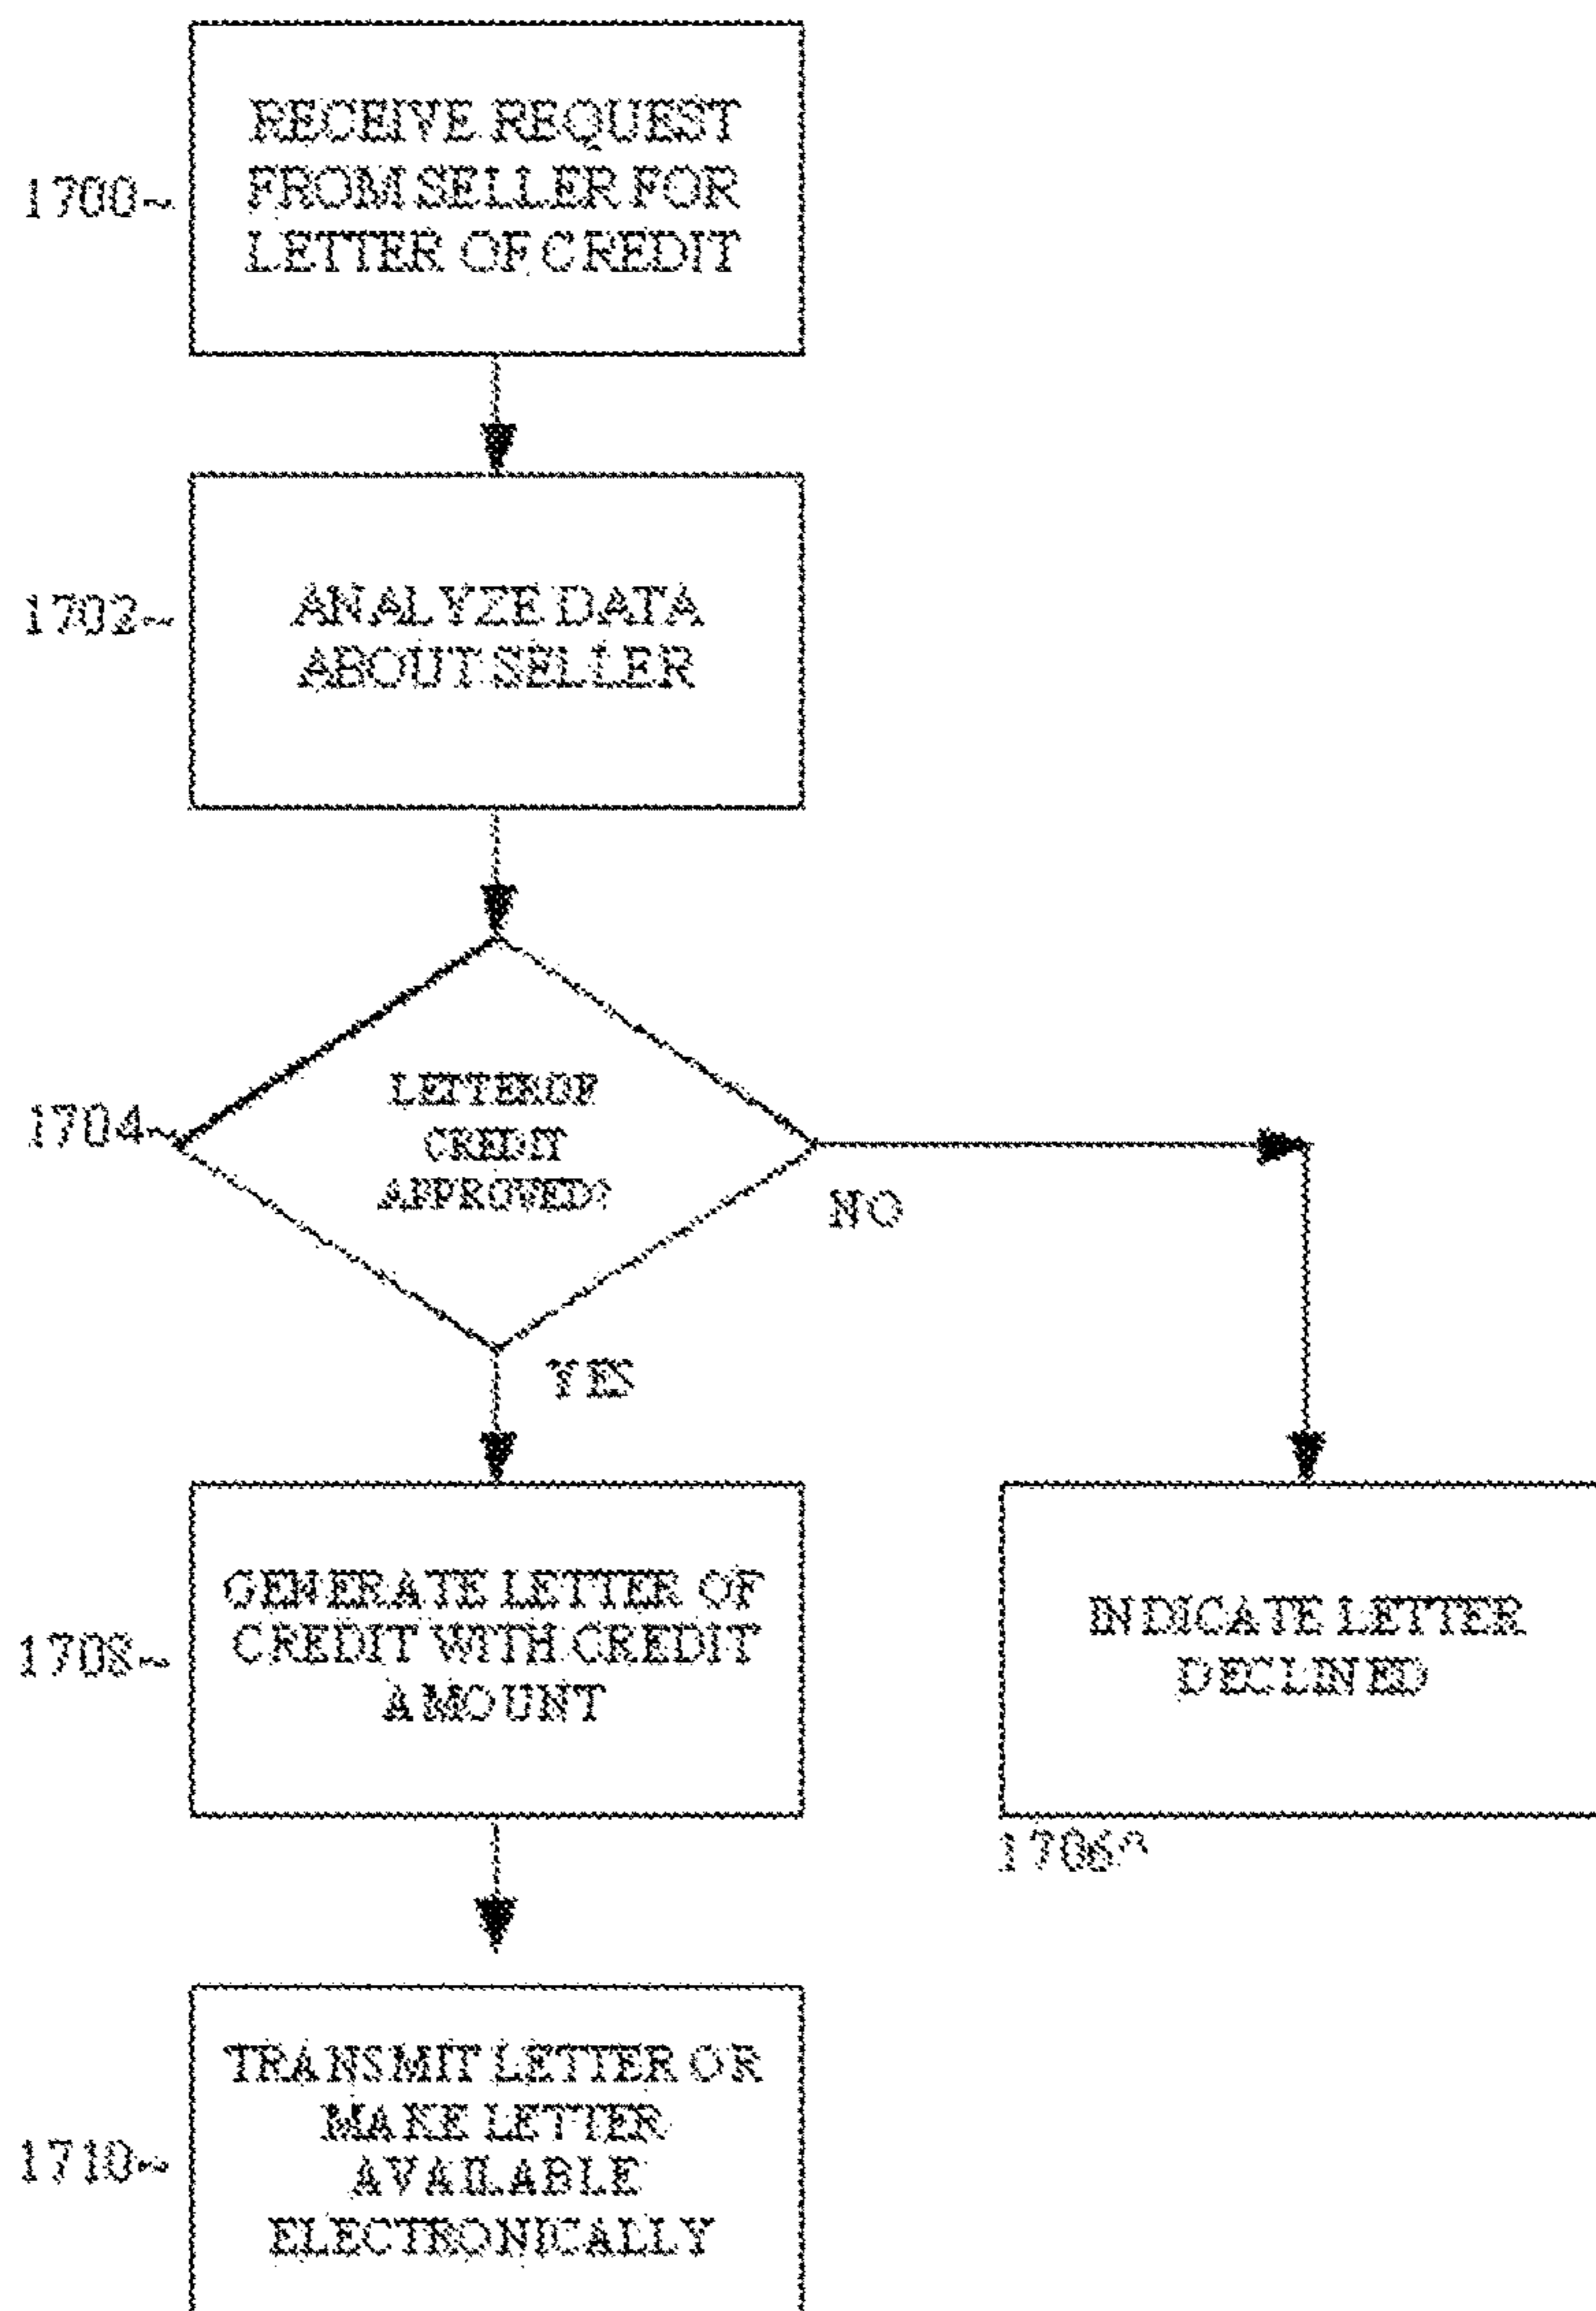 RECEIVE REQUEST
FROM SELLER FOR
LETTER OF CREDIT
1700~
ANALYZE DATA
ABOUT SELLER
1702~
LETTER OF
CREDIT
APPROVED?
1704~
NO
YES
GENERATE LETTER OF
CREDIT WITH CREDIT
AMOUNT
1708~
INDICATE LETTER
DECLINED
1706~
TRANSMIT LETTER OR
MAKE LETTER
AVAILABLE
ELECTRONICALLY
1710~